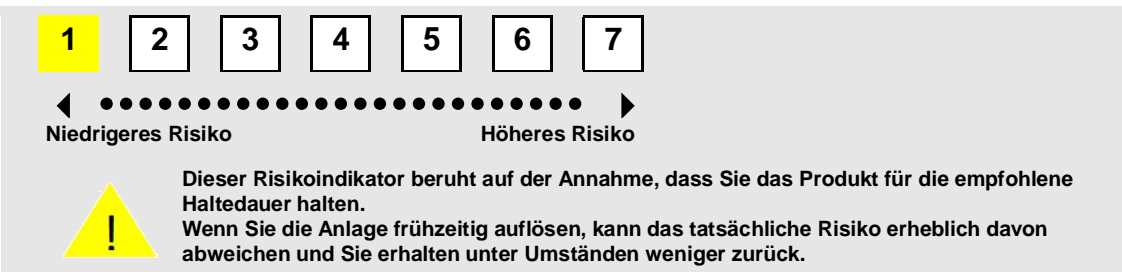 1 2 3 4 5 6 7
Niedrigeres Risiko Höheres Risiko
Dieser Risikoindikator beruht auf der Annahme, dass Sie das Produkt für die empfohlene
Haltedauer halten.
Wenn Sie die Anlage frühzeitig auflösen, kann das tatsächliche Risiko erheblich davon
abweichen und Sie erhalten unter Umständen weniger zurück.
!